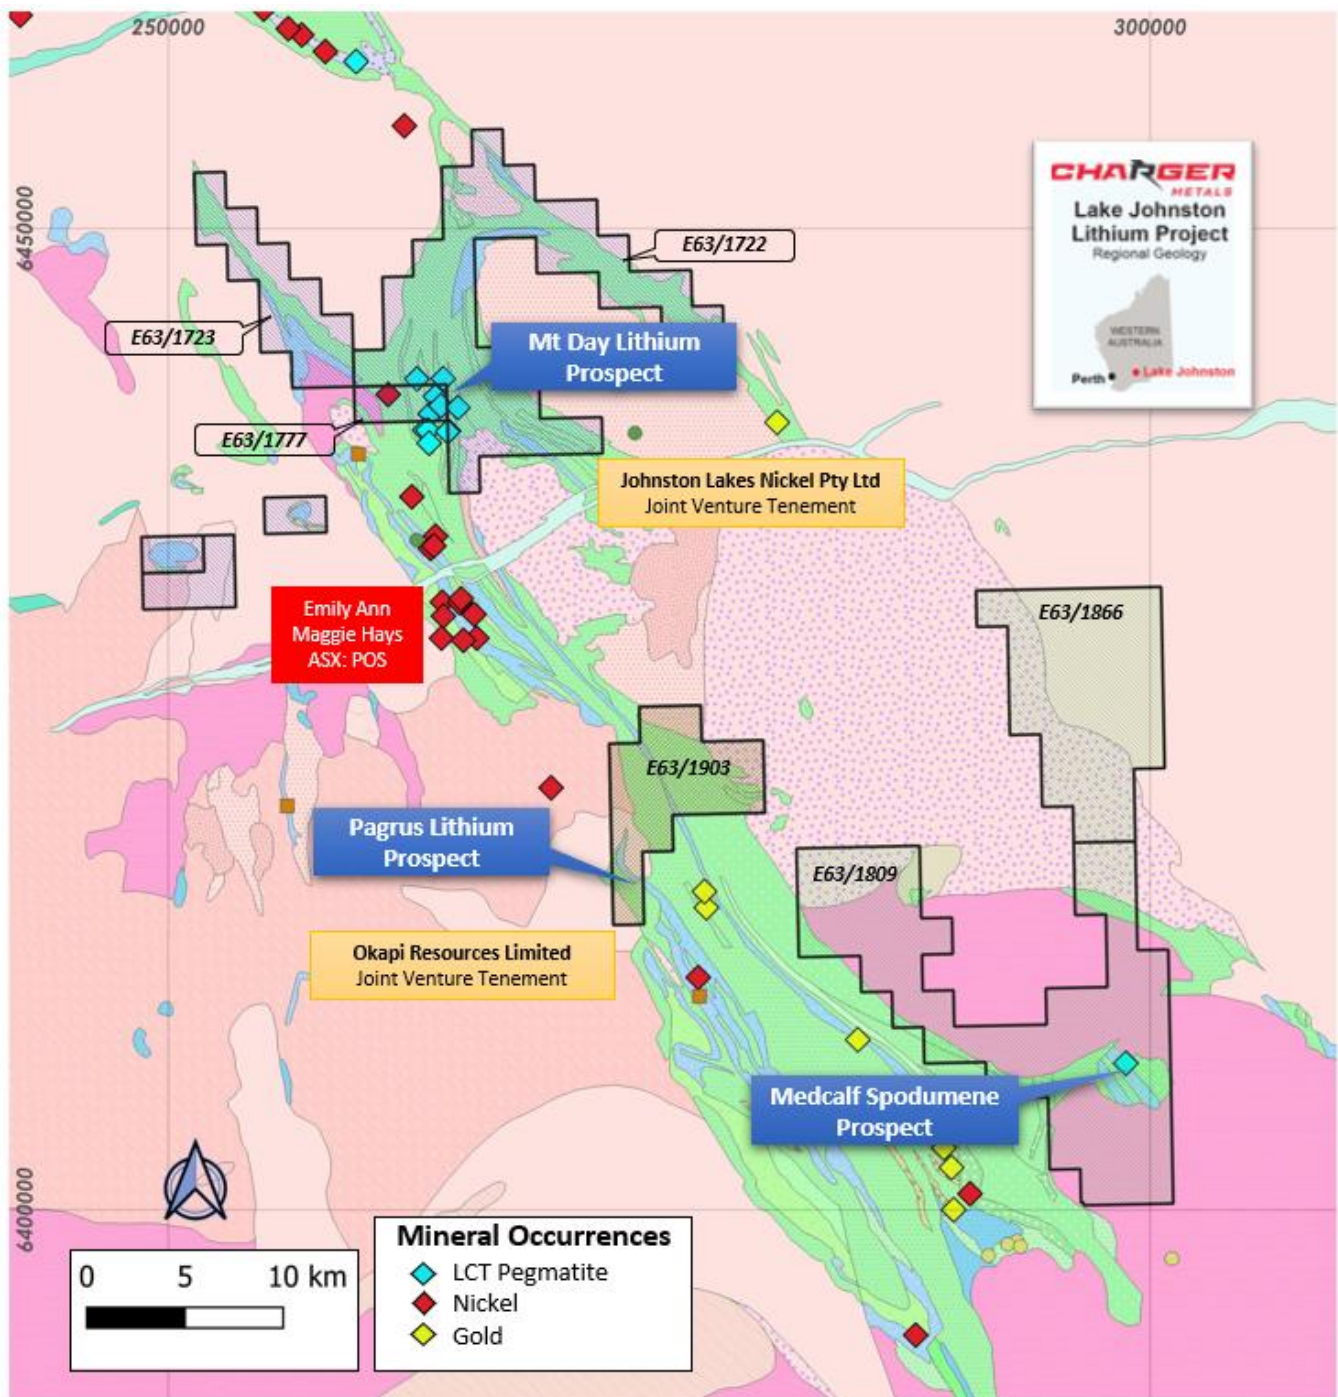 250000
300000
CHARGER
METALS
Lake Johnston
Lithium Project
Regional Geology
WESTERN
AUSTRALIA
Perth
Lake Johnston
6450000
E63/1722
E63/1723
Mt Day Lithium
Prospect
E63/1777
Johnston Lakes Nickel Pty Ltd
Joint Venture Tenement
Emily Ann
Maggie Hays
ASX: POS
E63/1866
E63/1903
Pagrus Lithium
Prospect
E63/1809
Okapi Resources Limited
Joint Venture Tenement
Medcalf Spodumene
Prospect
6400000
0 5 10 km
Mineral Occurrences
LCT Pegmatite
Nickel
Gold